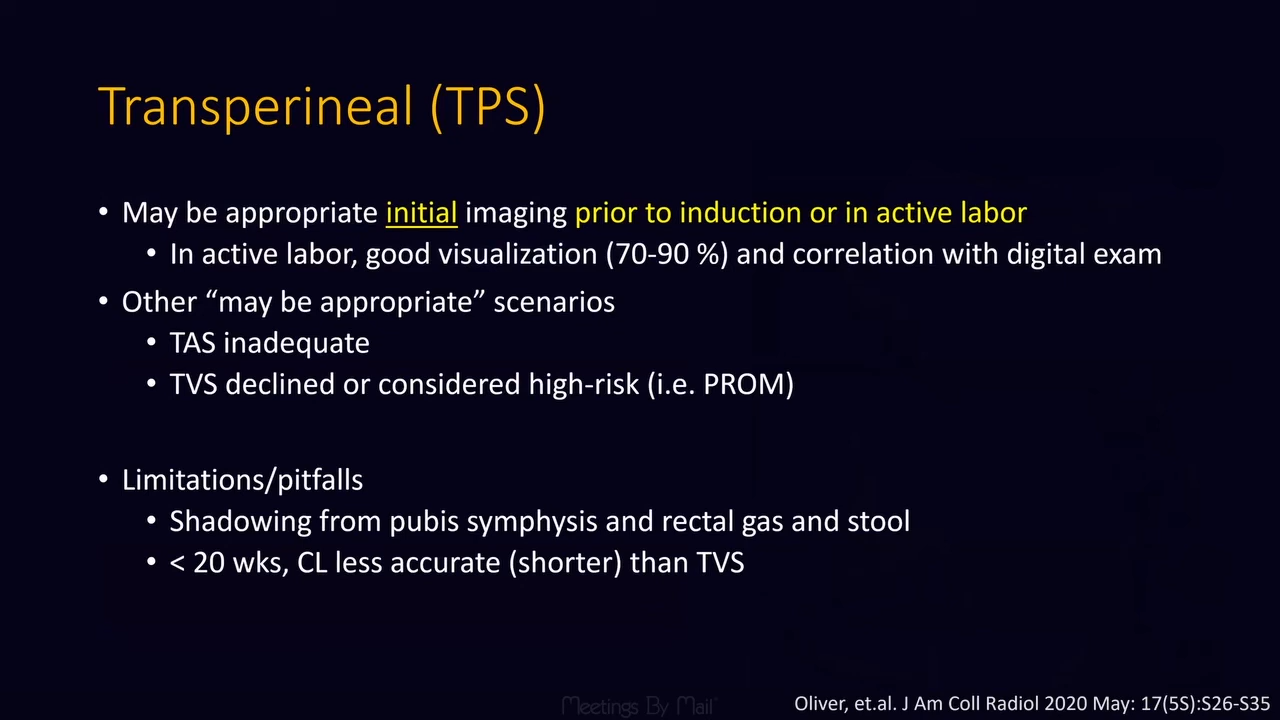 Transperineal (TPS)
• May be appropriate initial imaging prior to induction or in active labor
• In active labor, good visualization (70-90 %) and correlation with digital exam
• Other “may be appropriate” scenarios
• TAS inadequate
• TVS declined or considered high-risk (i.e. PROM)
• Limitations/pitfalls
• Shadowing from pubis symphysis and rectal gas and stool
• < 20 wks, CL less accurate (shorter) than TVS
Meetings By Mail
Oliver, et.al. J Am Coll Radiol 2020 May: 17(5S):S26-S35